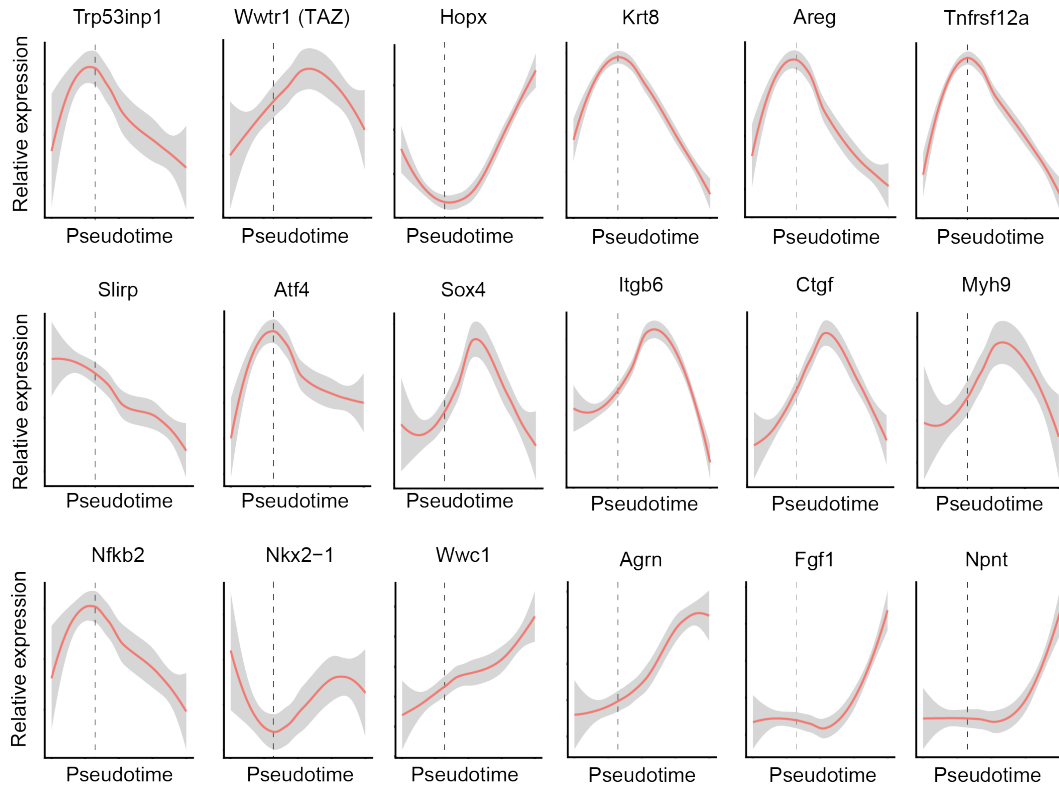 Trp53inp1 Wwtr1 (TAZ) Hopx Krt8 Areg Tnfrsf12a
Relative expression
Pseudotime Pseudotime Pseudotime Pseudotime Pseudotime Pseudotime
Slirp Atf4 Sox4 Itgb6 Ctgf Myh9
Relative expression
Pseudotime Pseudotime Pseudotime Pseudotime Pseudotime Pseudotime
Nfkb2 Nkx2−1 Wwc1 Agrn Fgf1 Npnt
Relative expression
Pseudotime Pseudotime Pseudotime Pseudotime Pseudotime Pseudotime